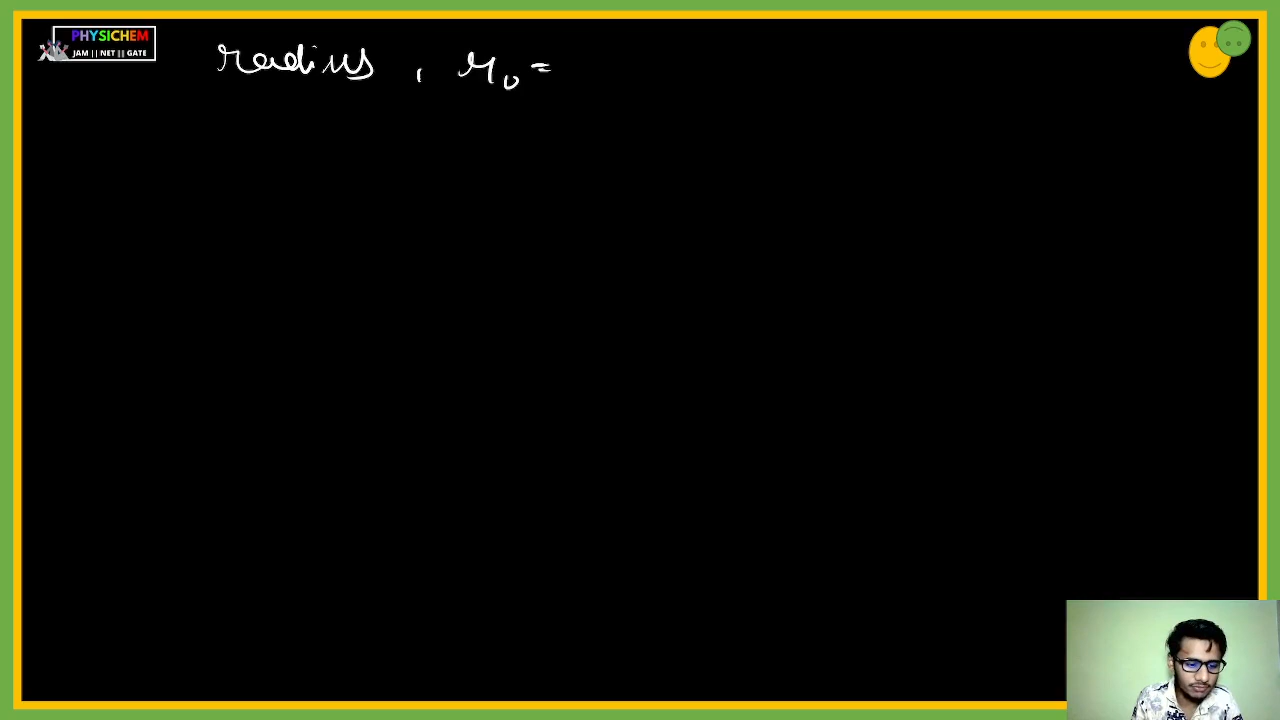 PHYSICHEM
JAM || NET || GATE
radius , r₀ =